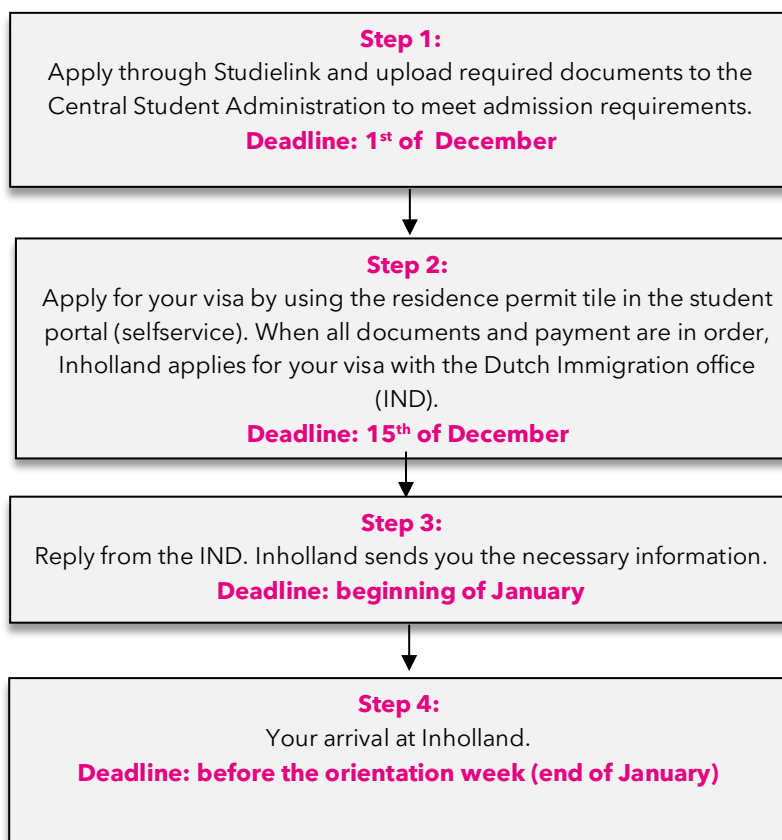 Step 1:
Apply through Studielink and upload required documents to the
Central Student Administration to meet admission requirements.
Deadline: 1st of  December
Step 2:
Apply for your visa by using the residence permit tile in the student
portal (selfservice). When all documents and payment are in order,
Inholland applies for your visa with the Dutch Immigration office
(IND).
Deadline: 15th of December
Step 3:
Reply from the IND. Inholland sends you the necessary information.
Deadline: beginning of January
Step 4:
Your arrival at Inholland.
Deadline: before the orientation week (end of January)